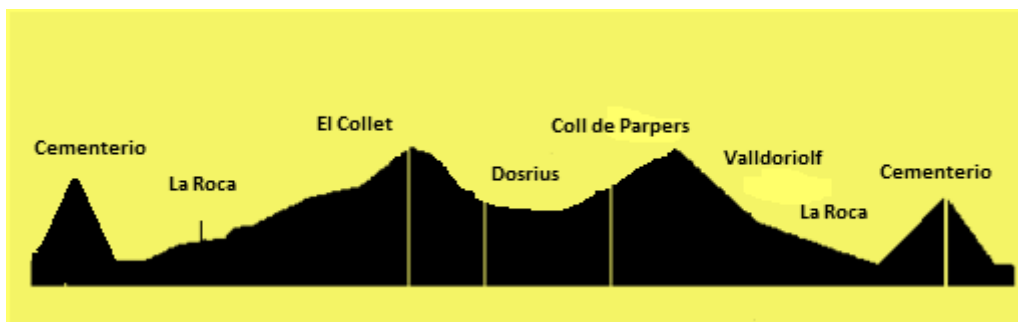 Cementerio
La Roca
El Collet
Dosrius
Coll de Parpers
Valldoriolf
La Roca
Cementerio